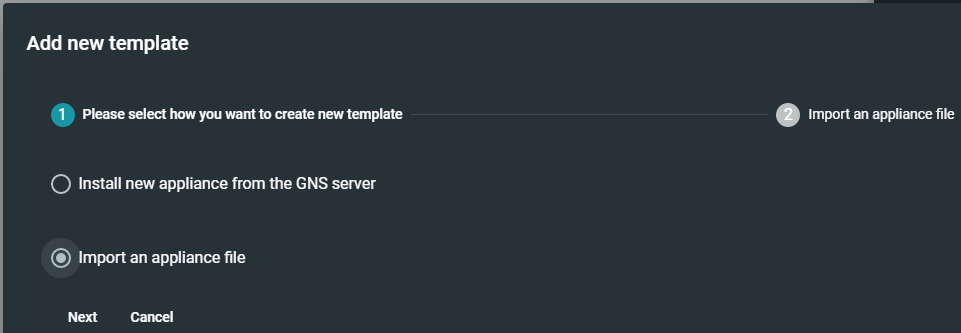 Add new template
1 Please select how you want to create new template 2 Import an appliance file
Install new appliance from the GNS server
Import an appliance file
Next Cancel